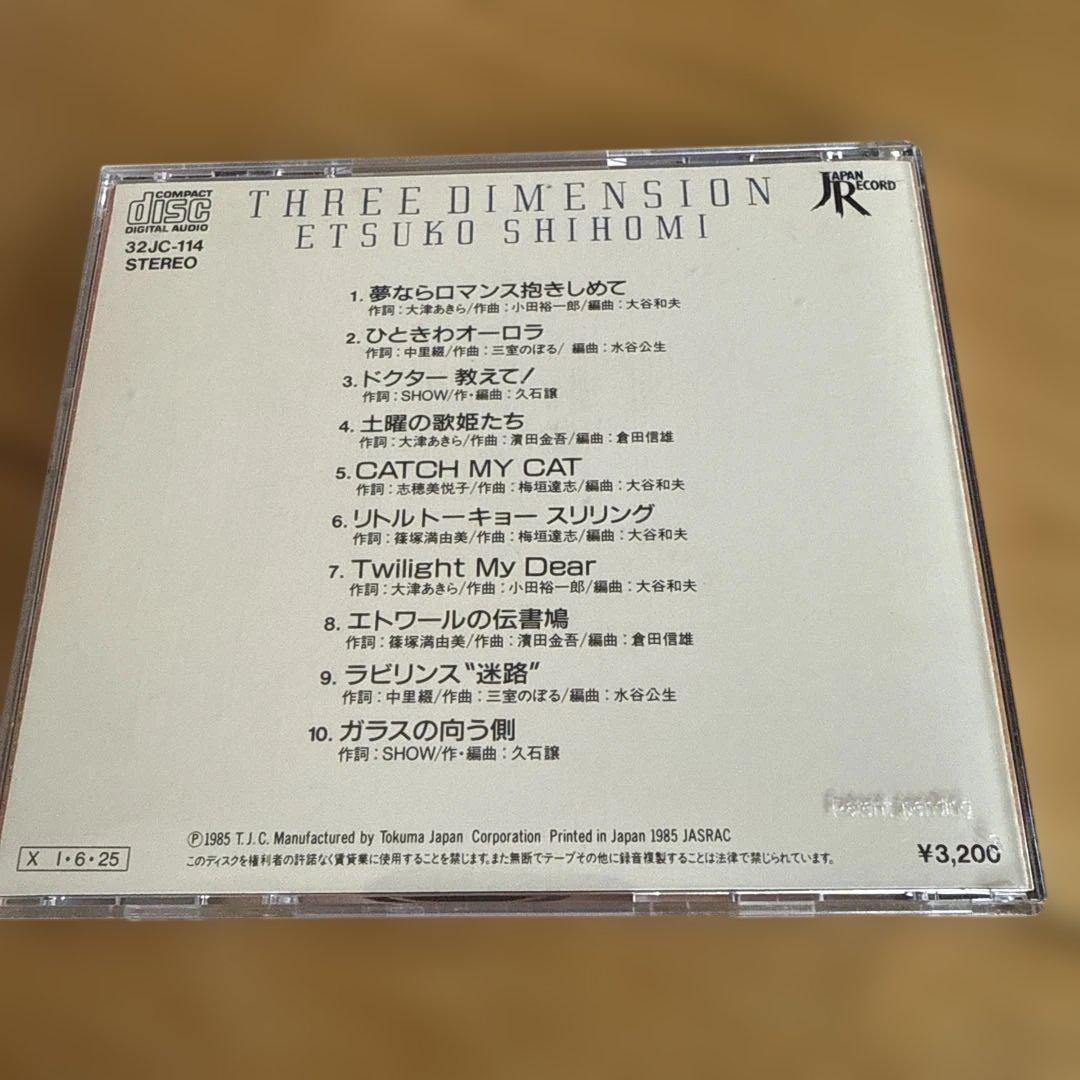 COMPACT
disc
DIGITAL AUDIO
32JC-114
STEREO
THREE DIMENSION
ETSUKO SHIHOMI
JAPAN
RECORD
1. 夢ならロマンス抱きしめて
作詞：大津あきら/作曲：小田裕一郎/編曲：大谷和夫
2. ひときわオーロラ
作詞：中里綴/作曲：三室のぼる/ 編曲：水谷公生
3. ドクター 教えて！
作詞：SHOW/作・編曲：久石譲
4. 土曜の歌姫たち
作詞：大津あきら/作曲：濱田金吾/編曲：倉田信雄
5. CATCH MY CAT
作詞：志穂美悦子/作曲：梅垣達志/編曲：大谷和夫
6. リトルトーキョー スリリング
作詞：篠塚満由美/作曲：梅垣達志/編曲：大谷和夫
7. Twilight My Dear
作詞：大津あきら/作曲：小田裕一郎/編曲：大谷和夫
8. エトワールの伝書鳩
作詞：篠塚満由美/作曲：濱田金吾/編曲：倉田信雄
9. ラビリンス〝迷路〟
作詞：中里綴/作曲：三室のぼる/編曲：水谷公生
10. ガラスの向う側
作詞：SHOW/作・編曲：久石譲
Patent pending
Ⓟ1985 T.J.C. Manufactured by Tokuma Japan Corporation Printed in Japan 1985 JASRAC
X 1・6・25
このディスクを権利者の許諾なく賃貸業に使用することを禁じます。また無断でテープその他に録音複製することは法律で禁じられています。
¥3,200